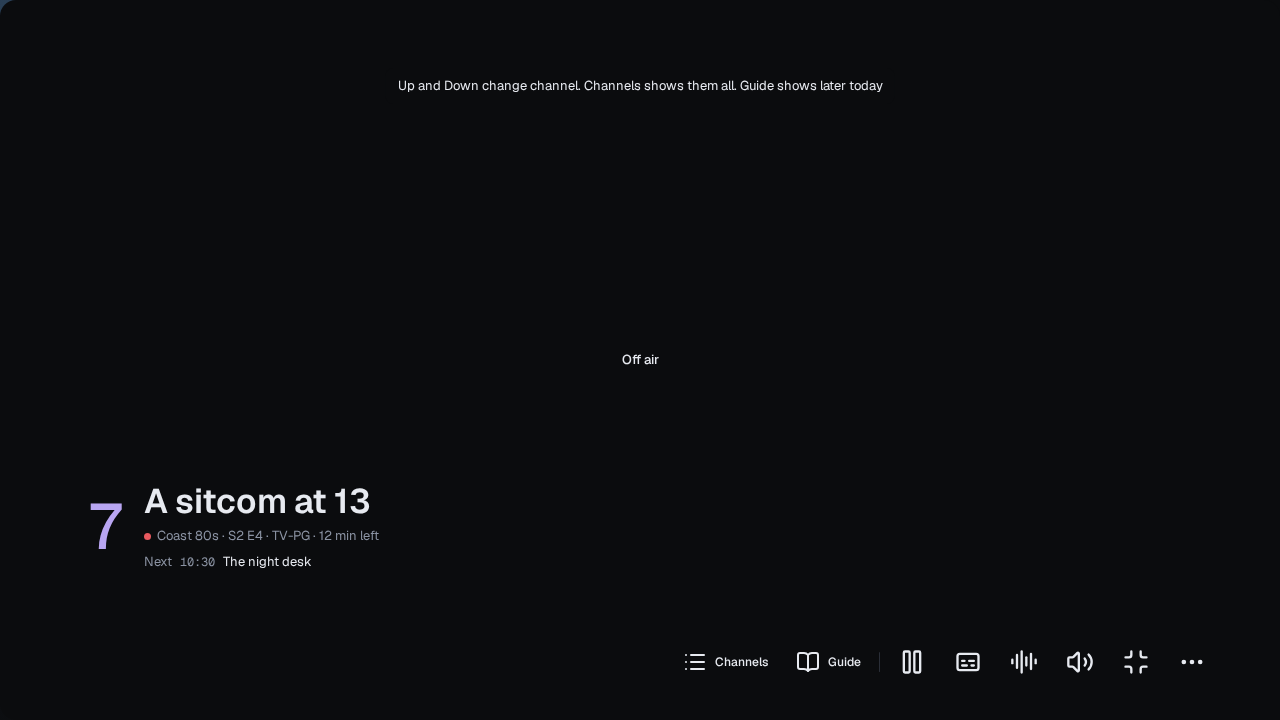 Up and Down change channel. Channels shows them all. Guide shows later today
Off air
7
A sitcom at 13
Coast 80s · S2 E4 · TV-PG · 12 min left
Next 10:30 The night desk
Channels Guide